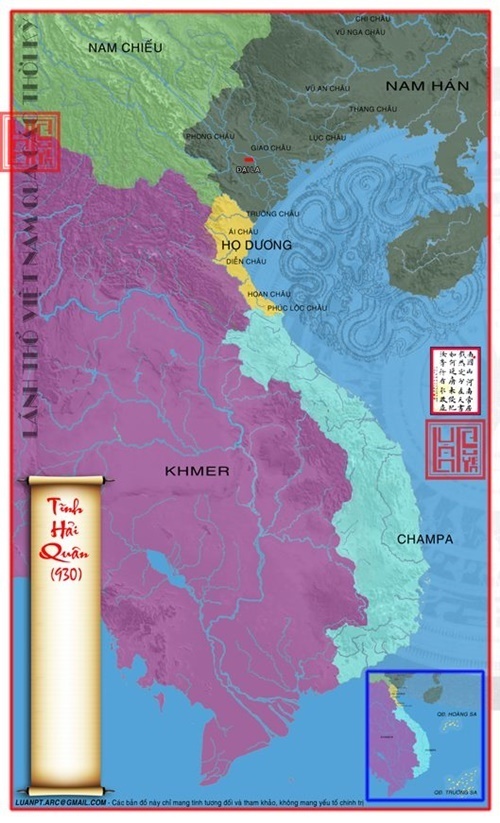 CHI CHÂU
VŨ NGA CHÂU
NAM CHIẾU
VŨ AN CHÂU
NAM HÁN
THANG CHÂU
PHONG CHÂU
LỤC CHÂU
GIAO CHÂU
ĐẠI LA
TRƯỜNG CHÂU
ÁI CHÂU
HỌ DƯƠNG
DIỄN CHÂU
HOAN CHÂU
PHÚC LỘC CHÂU
LÃNH THỔ VIỆT NAM QUA
THỜI KỲ
KHMER
CHAMPA
Tĩnh
Hải
Quân
(930)
QĐ. HOÀNG SA
QĐ. TRƯỜNG SA
LUANPT.ARC@GMAIL.COM - Các bản đồ này chỉ mang tính tương đối và tham khảo, không mang yếu tố chính trị